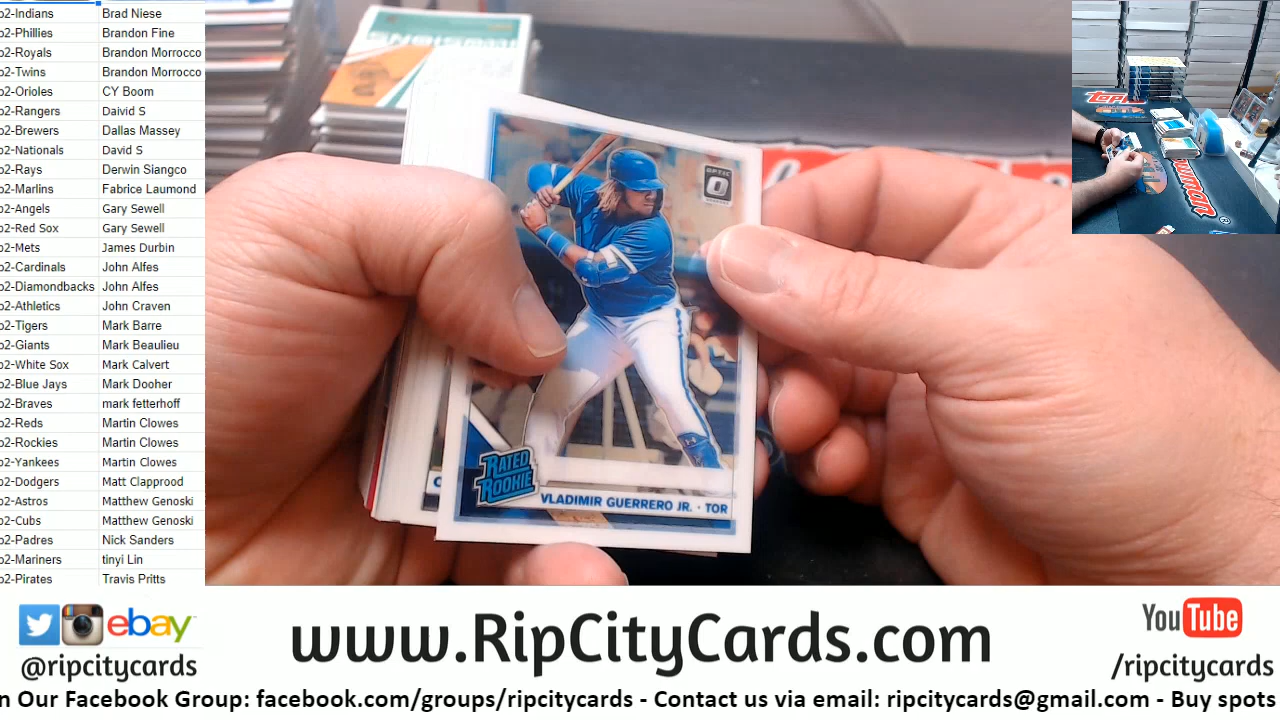 o2-Indians Brad Niese
o2-Phillies Brandon Fine
o2-Royals Brandon Morrocco
o2-Twins Brandon Morrocco
o2-Orioles CY Boom
o2-Rangers Daivid S
o2-Brewers Dallas Massey
o2-Nationals David S
o2-Rays Derwin Siangco
o2-Marlins Fabrice Laumond
o2-Angels Gary Sewell
o2-Red Sox Gary Sewell
o2-Mets James Durbin
o2-Cardinals John Alfes
o2-Diamondbacks John Alfes
o2-Athletics John Craven
o2-Tigers Mark Barre
o2-Giants Mark Beaulieu
o2-White Sox Mark Calvert
o2-Blue Jays Mark Dooher
o2-Braves mark fetterhoff
o2-Reds Martin Clowes
o2-Rockies Martin Clowes
o2-Yankees Martin Clowes
o2-Dodgers Matt Clapprood
o2-Astros Matthew Genoski
o2-Cubs Matthew Genoski
o2-Padres Nick Sanders
o2-Mariners tinyi Lin
o2-Pirates Travis Pritts
OPTIC
RATED
ROOKIE
VLADIMIR GUERRERO JR. · TOR
TOPPS
ebay
@ripcitycards
www.RipCityCards.com
YouTube
/ripcitycards
n Our Facebook Group: facebook.com/groups/ripcitycards - Contact us via email: ripcitycards@gmail.com - Buy spots